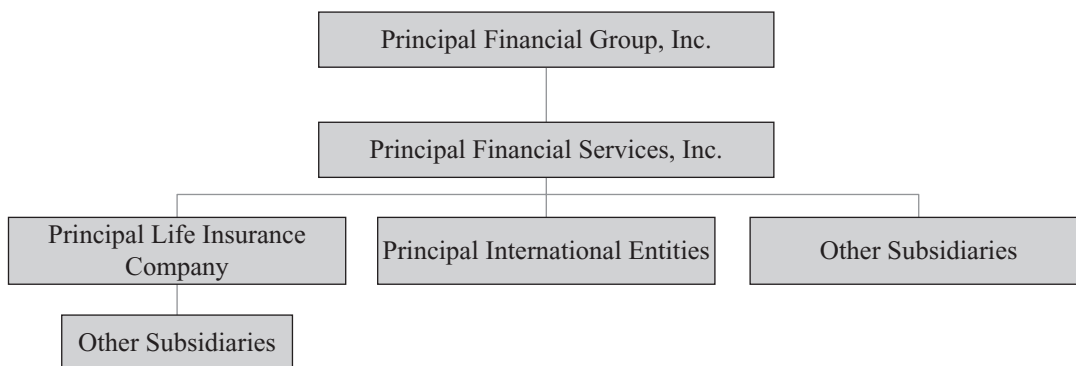 Principal Financial Group, Inc.
Principal Financial Services, Inc.
Principal Life Insurance
Company
Principal International Entities
Other Subsidiaries
Other Subsidiaries